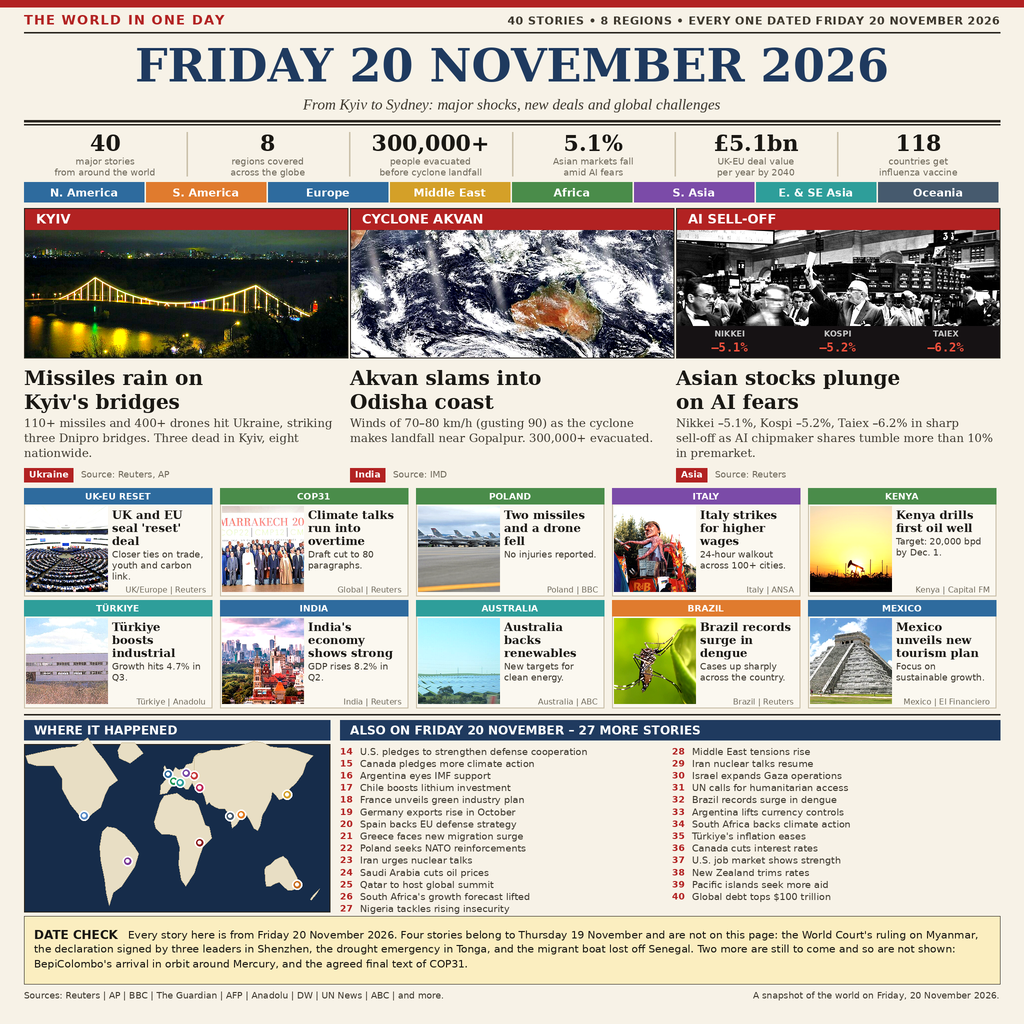 THE WORLD IN ONE DAY
40 STORIES • 8 REGIONS • EVERY ONE DATED FRIDAY 20 NOVEMBER 2026
FRIDAY 20 NOVEMBER 2026
From Kyiv to Sydney: major shocks, new deals and global challenges
40
major stories
from around the world
8
regions covered
across the globe
300,000+
people evacuated
before cyclone landfall
5.1%
Asian markets fall
amid AI fears
£5.1bn
UK-EU deal value
per year by 2040
118
countries get
influenza vaccine
N. America
S. America
Europe
Middle East
Africa
S. Asia
E. & SE Asia
Oceania
KYIV
Missiles rain on
Kyiv's bridges
110+ missiles and 400+ drones hit Ukraine, striking
three Dnipro bridges. Three dead in Kyiv, eight
nationwide.
Ukraine
Source: Reuters, AP
CYCLONE AKVAN
Akvan slams into
Odisha coast
Winds of 70–80 km/h (gusting 90) as the cyclone
makes landfall near Gopalpur. 300,000+ evacuated.
India
Source: IMD
AI SELL-OFF
NIKKEI
KOSPI
TAIEX
−5.1%
−5.2%
−6.2%
Asian stocks plunge
on AI fears
Nikkei –5.1%, Kospi –5.2%, Taiex –6.2% in sharp
sell-off as AI chipmaker shares tumble more than 10%
in premarket.
Asia
Source: Reuters
UK-EU RESET
UK and EU
seal 'reset'
deal
Closer ties on trade,
youth and carbon
link.
UK/Europe | Reuters
COP31
MARRAKECH 20
Climate talks
run into
overtime
Draft cut to 80
paragraphs.
Global | Reuters
POLAND
Two missiles
and a drone
fell
No injuries reported.
Poland | BBC
ITALY
Italy strikes
for higher
wages
24-hour walkout
across 100+ cities.
Italy | ANSA
KENYA
Kenya drills
first oil well
Target: 20,000 bpd
by Dec. 1.
Kenya | Capital FM
TÜRKIYE
Türkiye
boosts
industrial
Growth hits 4.7% in
Q3.
Türkiye | Anadolu
INDIA
India's
economy
shows strong
GDP rises 8.2% in
Q2.
India | Reuters
AUSTRALIA
Australia
backs
renewables
New targets for
clean energy.
Australia | ABC
BRAZIL
Brazil records
surge in
dengue
Cases up sharply
across the country.
Brazil | Reuters
MEXICO
Mexico
unveils new
tourism plan
Focus on
sustainable growth.
Mexico | El Financiero
WHERE IT HAPPENED
ALSO ON FRIDAY 20 NOVEMBER – 27 MORE STORIES
14 U.S. pledges to strengthen defense cooperation
15 Canada pledges more climate action
16 Argentina eyes IMF support
17 Chile boosts lithium investment
18 France unveils green industry plan
19 Germany exports rise in October
20 Spain backs EU defense strategy
21 Greece faces new migration surge
22 Poland seeks NATO reinforcements
23 Iran urges nuclear talks
24 Saudi Arabia cuts oil prices
25 Qatar to host global summit
26 South Africa's growth forecast lifted
27 Nigeria tackles rising insecurity
28 Middle East tensions rise
29 Iran nuclear talks resume
30 Israel expands Gaza operations
31 UN calls for humanitarian access
32 Brazil records surge in dengue
33 Argentina lifts currency controls
34 South Africa backs climate action
35 Türkiye's inflation eases
36 Canada cuts interest rates
37 U.S. job market shows strength
38 New Zealand trims rates
39 Pacific islands seek more aid
40 Global debt tops $100 trillion
DATE CHECK Every story here is from Friday 20 November 2026. Four stories belong to Thursday 19 November and are not on this page: the World Court's ruling on Myanmar,
the declaration signed by three leaders in Shenzhen, the drought emergency in Tonga, and the migrant boat lost off Senegal. Two more are still to come and so are not shown:
BepiColombo's arrival in orbit around Mercury, and the agreed final text of COP31.
Sources: Reuters | AP | BBC | The Guardian | AFP | Anadolu | DW | UN News | ABC | and more.
A snapshot of the world on Friday, 20 November 2026.